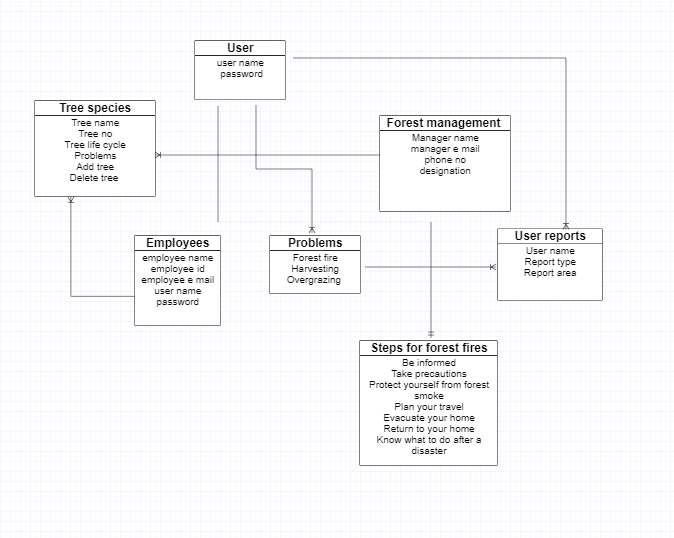 User
user name
password
Tree species
Tree name
Tree no
Tree life cycle
Problems
Add tree
Delete tree
Forest management
Manager name
manager e mail
phone no
designation
Employees
employee name
employee id
employee e mail
user name
password
Problems
Forest fire
Harvesting
Overgrazing
User reports
User name
Report type
Report area
Steps for forest fires
Be informed
Take precautions
Protect yourself from forest
smoke
Plan your travel
Evacuate your home
Return to your home
Know what to do after a
disaster